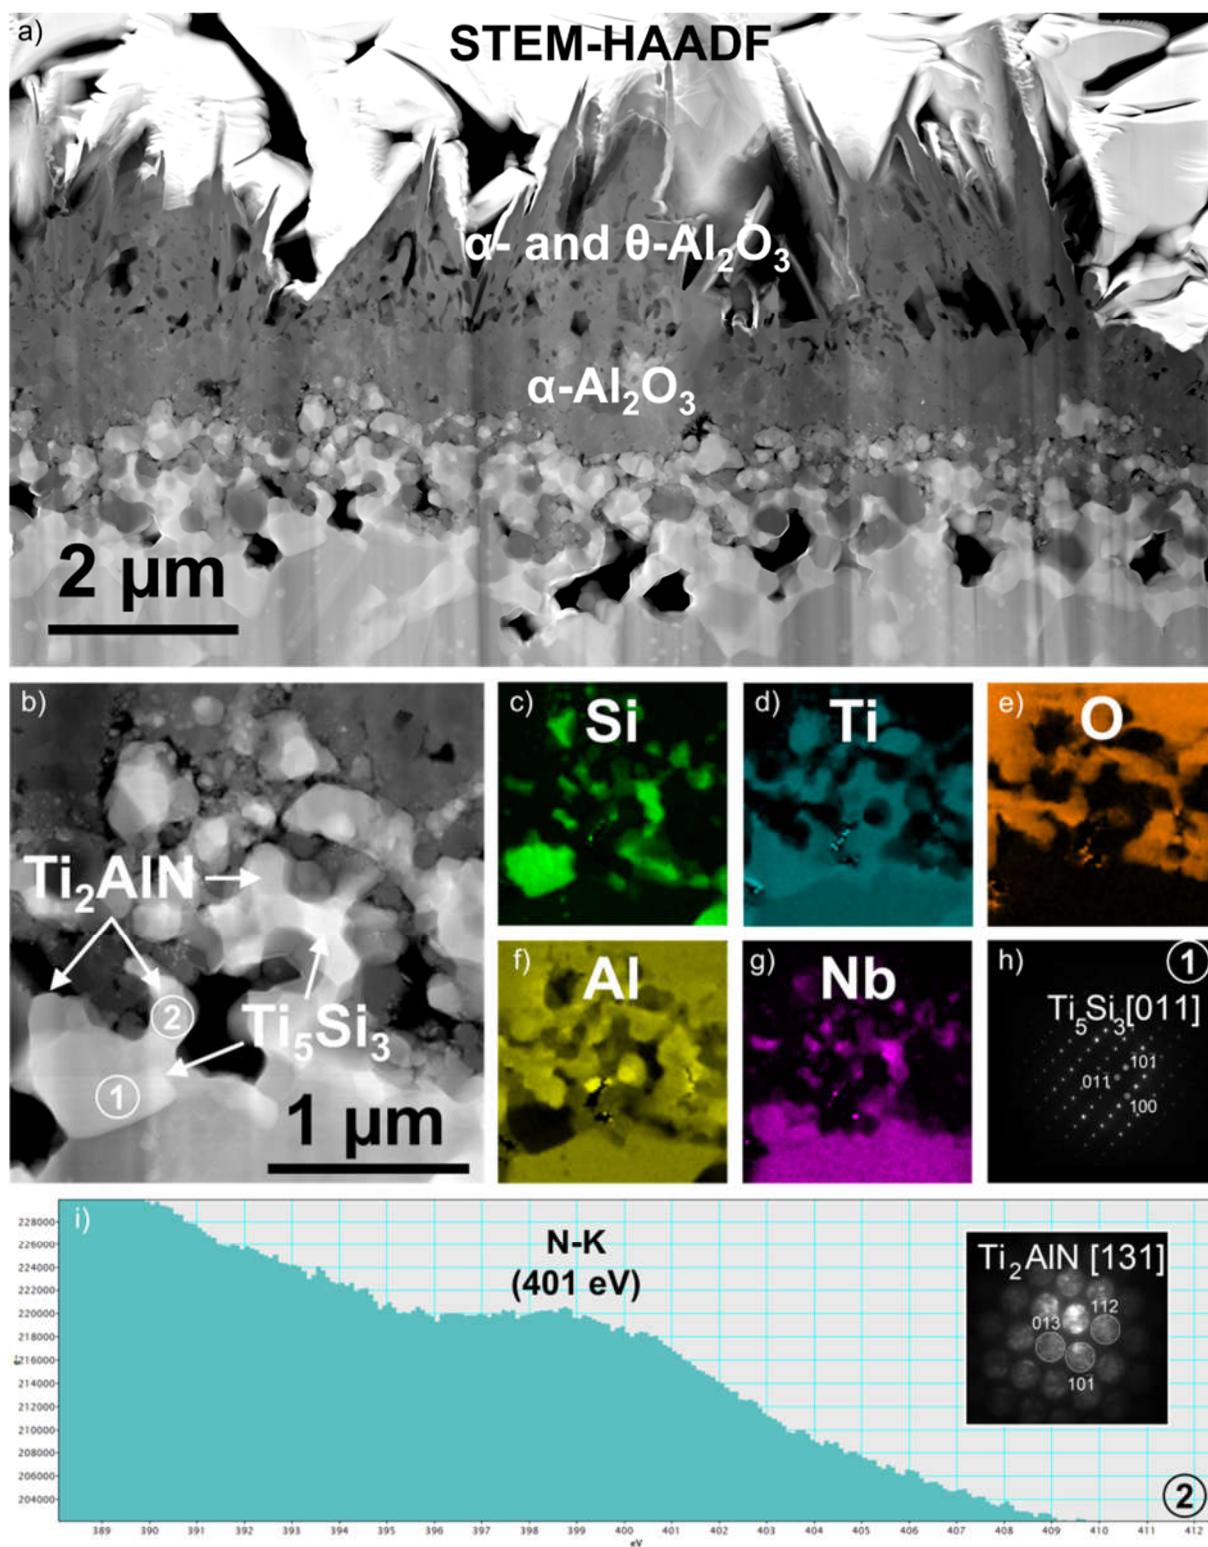 a)
STEM-HAADF
α- and θ-Al₂O₃
α-Al₂O₃
2 µm
b)
Ti₂AlN
2
Ti₅Si₃
1
1 µm
c)
Si
d)
Ti
e)
O
f)
Al
g)
Nb
h)
1
Ti₅Si₃[011]
101
011
100
i)
N-K
(401 eV)
Ti₂AlN [131]
112
013
101
2
228000
226000
224000
222000
220000
218000
216000
214000
212000
210000
208000
206000
204000
389 390 391 392 393 394 395 396 397 398 399 400 401 402 403 404 405 406 407 408 409 410 411 412
eV